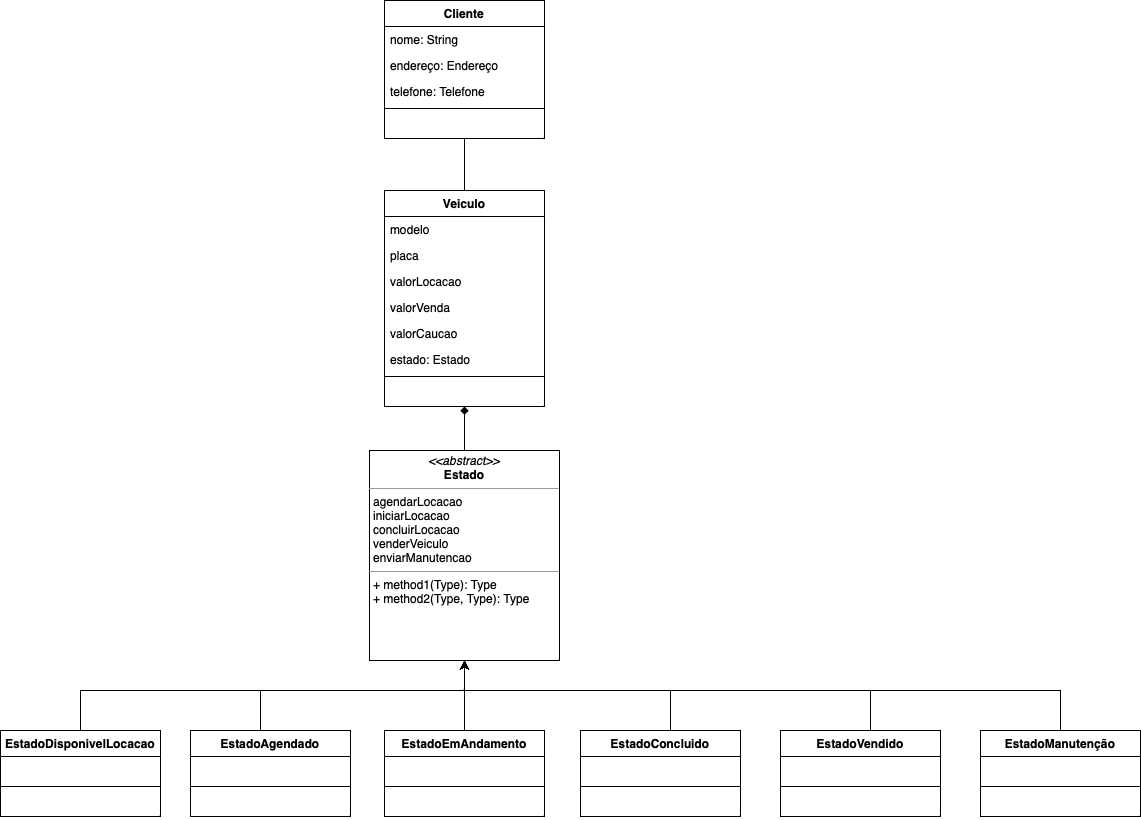 Cliente
nome: String
endereço: Endereço
telefone: Telefone
Veiculo
modelo
placa
valorLocacao
valorVenda
valorCaucao
estado: Estado
<<abstract>>
Estado
agendarLocacao
iniciarLocacao
concluirLocacao
venderVeiculo
enviarManutencao
+ method1(Type): Type
+ method2(Type, Type): Type
EstadoDisponivelLocacao
EstadoAgendado
EstadoEmAndamento
EstadoConcluido
EstadoVendido
EstadoManutenção